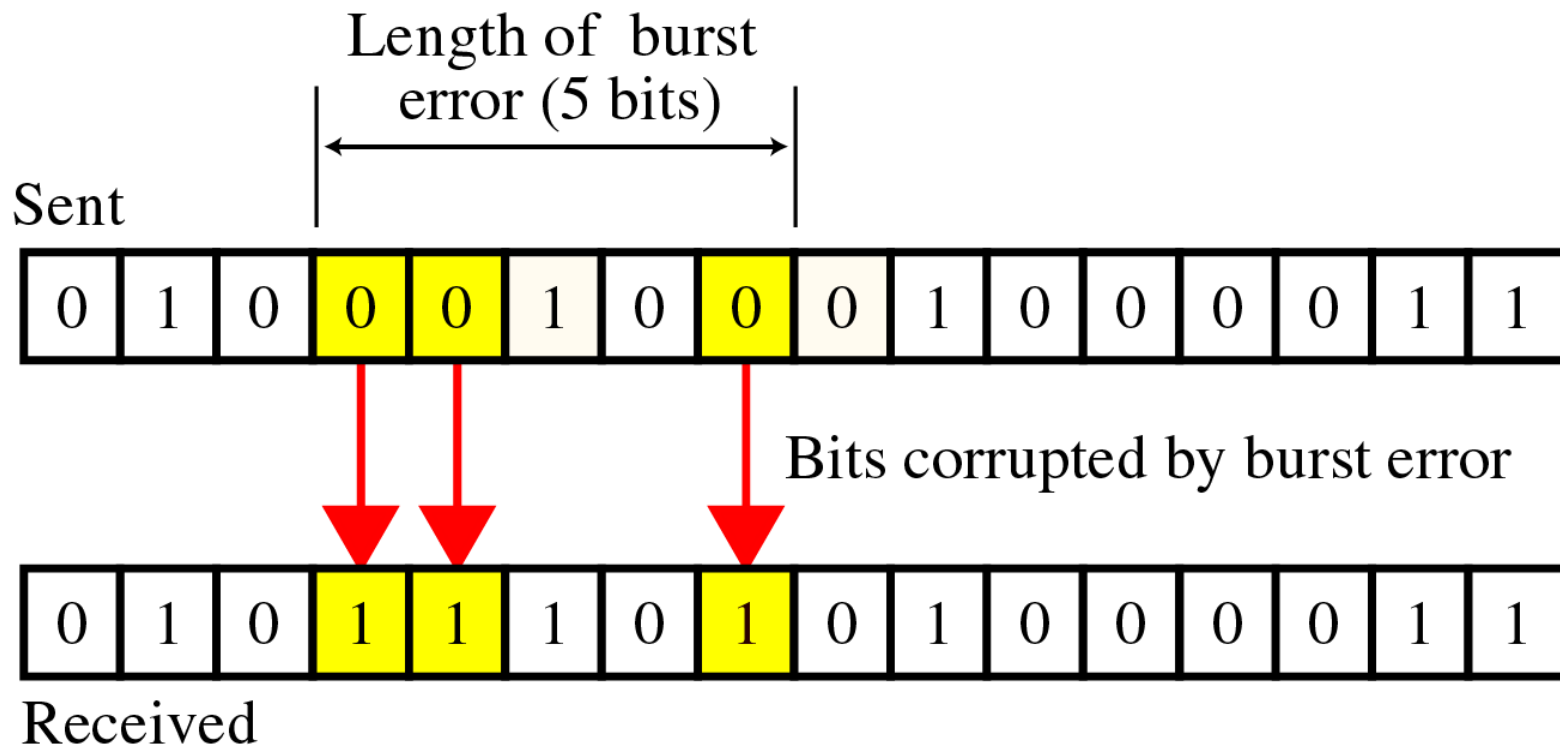 Length of burst
error (5 bits)
Sent
0 1 0 0 0 1 0 0 0 1 0 0 0 0 1 1
Bits corrupted by burst error
0 1 0 1 1 1 0 1 0 1 0 0 0 0 1 1
Received